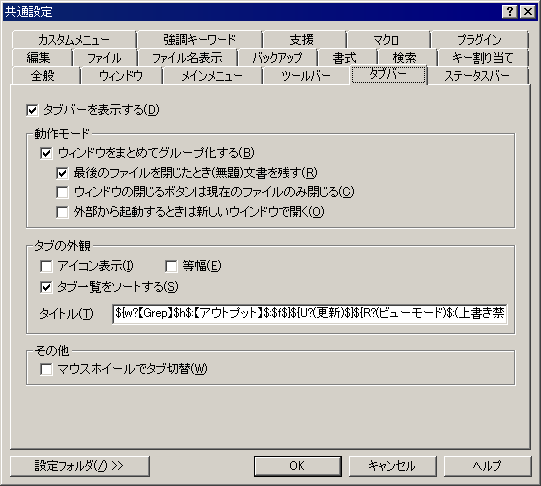 共通設定
カスタムメニュー 強調キーワード 支援 マクロ プラグイン
編集 ファイル ファイル名表示 バックアップ 書式 検索 キー割り当て
全般 ウィンドウ メインメニュー ツールバー タブバー ステータスバー
タブバーを表示する(D)
動作モード
ウィンドウをまとめてグループ化する(B)
最後のファイルを閉じたとき(無題)文書を残す(R)
ウィンドウの閉じるボタンは現在のファイルのみ閉じる(C)
外部から起動するときは新しいウインドウで開く(O)
タブの外観
アイコン表示(I) 等幅(E)
タブ一覧をソートする(S)
タイトル(T) ${w?【Grep】$h$:【アウトプット】$:$f$}${U?(更新)$}${R?(ビューモード)$:(上書き禁
その他
マウスホイールでタブ切替(W)
設定フォルダ(/) >> OK キャンセル ヘルプ